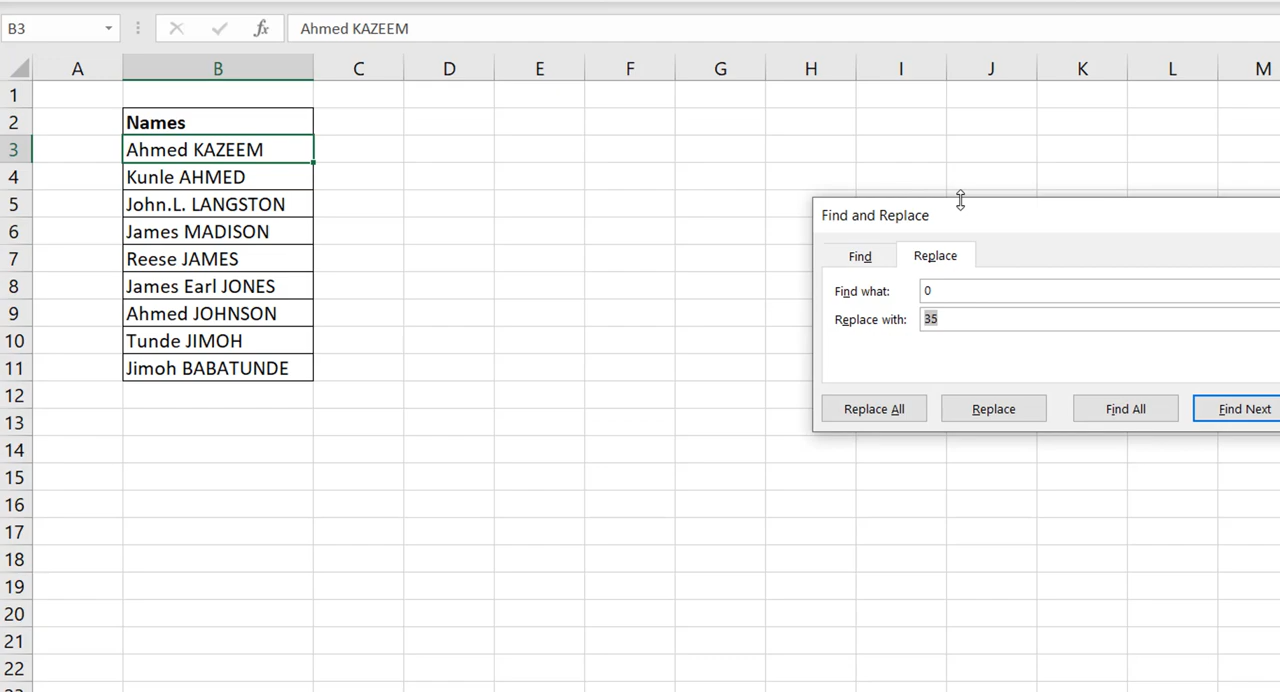 B3 Ahmed KAZEEM
A B C D E F G H I J K L M
1
2 Names
3 Ahmed KAZEEM
4 Kunle AHMED
5 John.L. LANGSTON
6 James MADISON
7 Reese JAMES
8 James Earl JONES
9 Ahmed JOHNSON
10 Tunde JIMOH
11 Jimoh BABATUNDE
12
13
14
15
16
17
18
19
20
21
22
Find and Replace
Find Replace
Find what: 0
Replace with: 35
Replace All Replace Find All Find Next